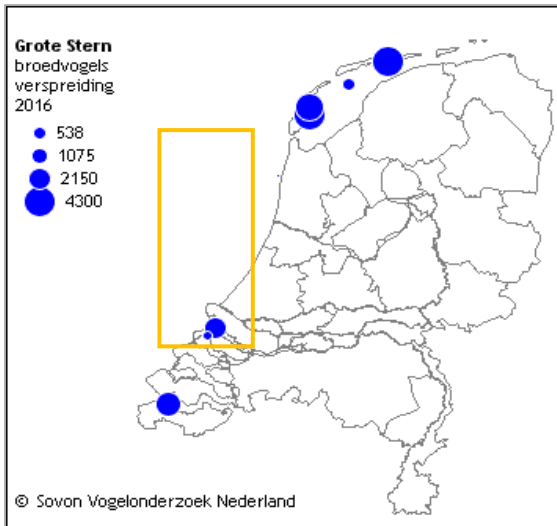 Grote Stern
broedvogels
verspreiding
2016
538
1075
2150
4300
© Sovon Vogelonderzoek Nederland